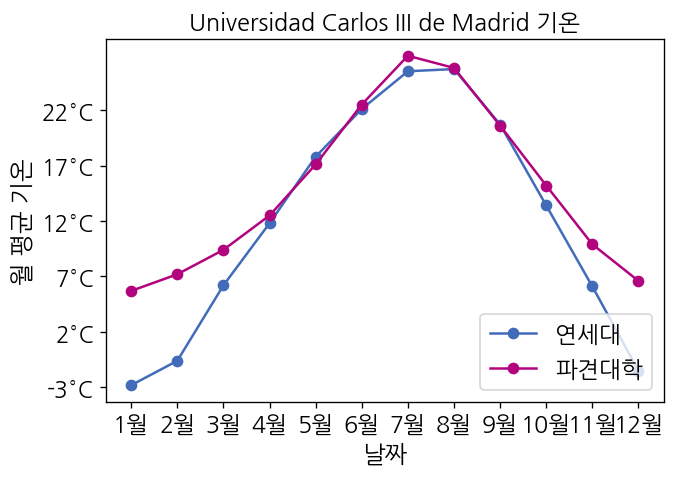 Universidad Carlos III de Madrid 기온
월 평균 기온
22°C
17°C
12°C
7°C
2°C
-3°C
연세대
파견대학
1월 2월 3월 4월 5월 6월 7월 8월 9월 10월 11월 12월
날짜